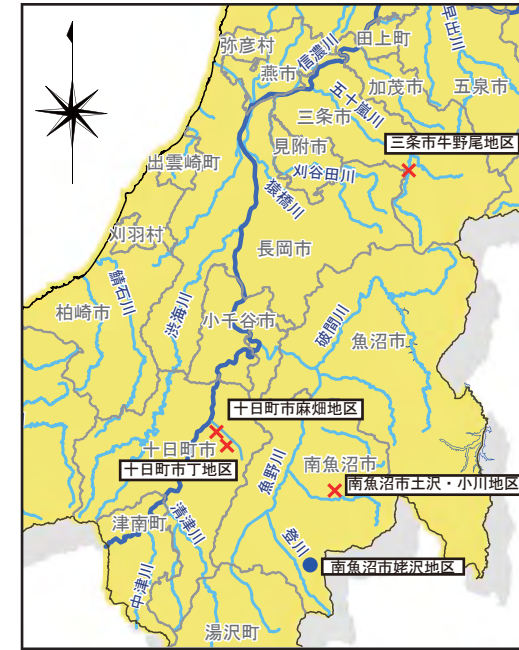 早出川
弥彦村
信濃川
田上町
燕市
加茂市
五泉市
三条市
五十嵐川
見附市
三条市牛野尾地区
出雲崎町
刈谷田川
猿橋川
刈羽村
長岡市
鯖石川
柏崎市
渋海川
小千谷市
破間川
魚沼市
十日町市麻畑地区
十日町市
十日町市丁地区
魚野川
南魚沼市
南魚沼市土沢・小川地区
津南町
清津川
登川
南魚沼市姥沢地区
中津川
湯沢町